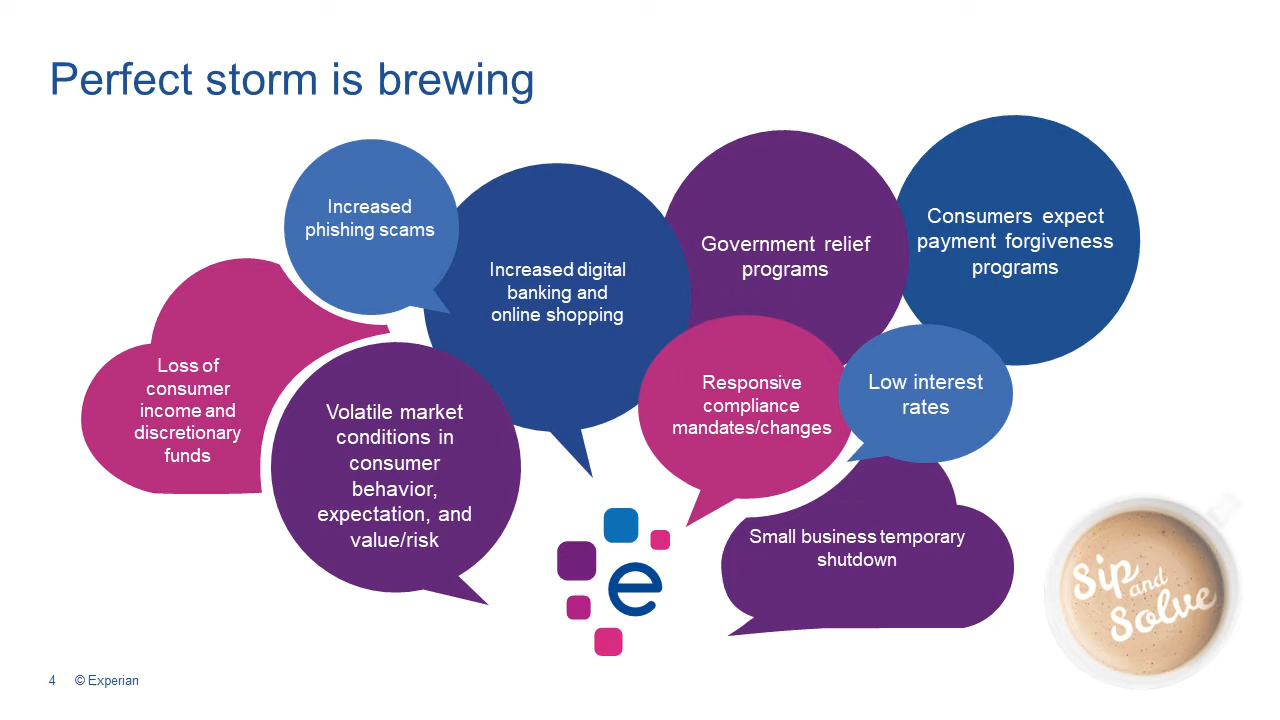 Perfect storm is brewing
Increased
phishing scams
Increased digital
banking and
online shopping
Government relief
programs
Consumers expect
payment forgiveness
programs
Loss of
consumer
income and
discretionary
funds
Volatile market
conditions in
consumer
behavior,
expectation, and
value/risk
Responsive
compliance
mandates/changes
Low interest
rates
Small business temporary
shutdown
e
Sip
and
Solve
4 © Experian